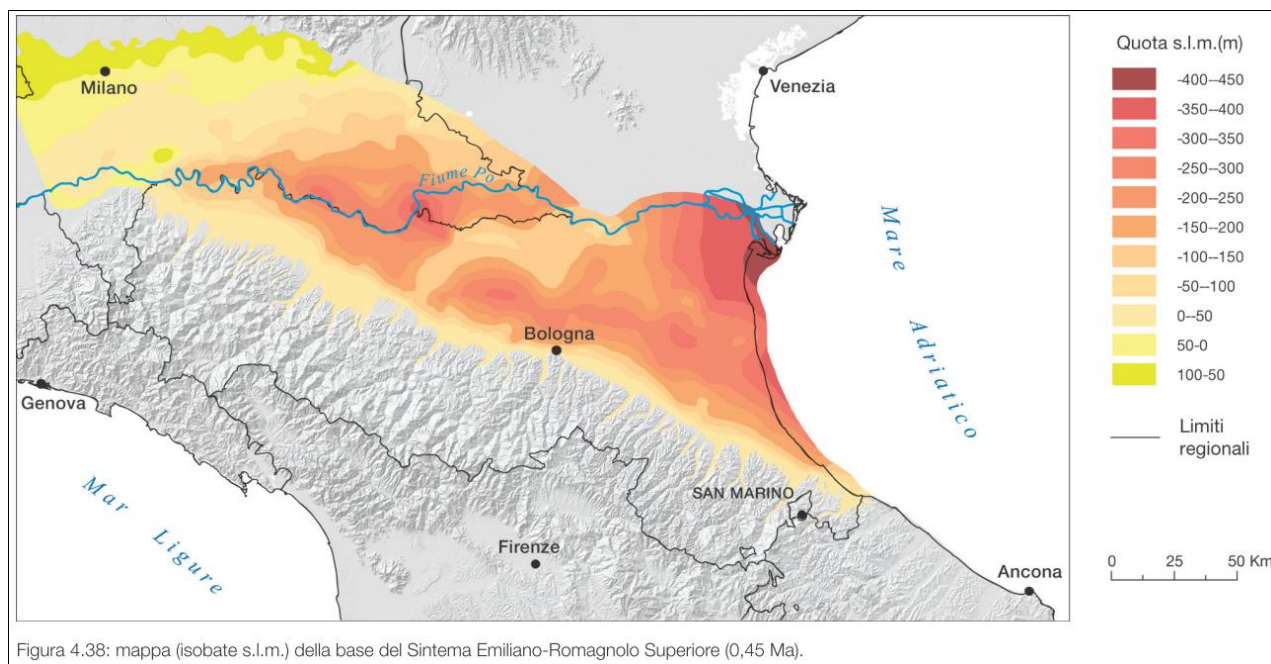 Quota s.l.m.(m)
-400--450
-350--400
-300--350
-250--300
-200--250
-150--200
-100--150
-50--100
0--50
50-0
100-50
Limiti
regionali
0 25 50 Km
Milano
Venezia
Fiume Po
Mare
Adriatico
Bologna
Genova
SAN MARINO
Mar
Ligure
Firenze
Ancona
Figura 4.38: mappa (isobate s.l.m.) della base del Sintema Emiliano-Romagnolo Superiore (0,45 Ma).